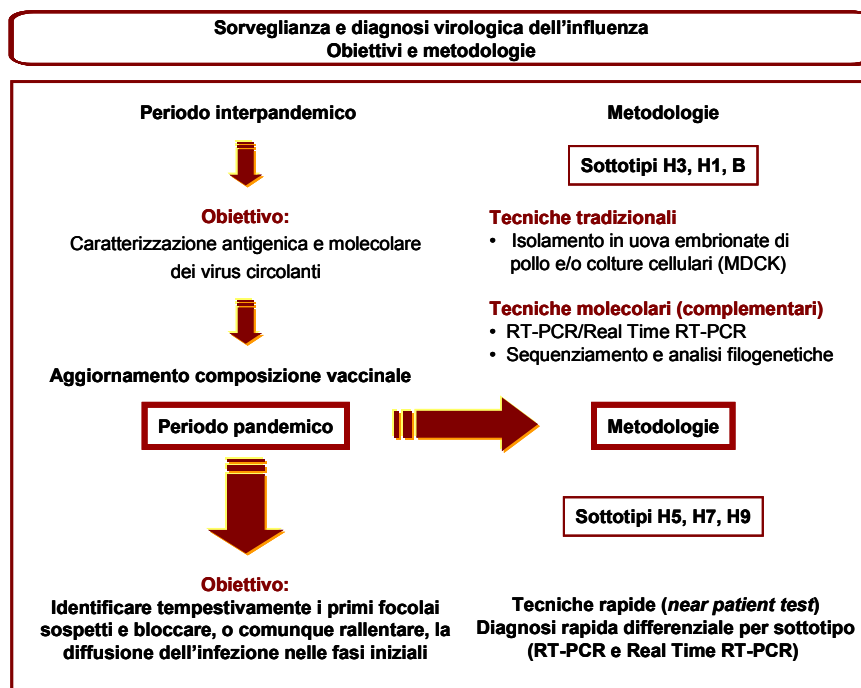 Sorveglianza e diagnosi virologica dell'influenza
Obiettivi e metodologie
Periodo interpandemico
Obiettivo:
Caratterizzazione antigenica e molecolare
dei virus circolanti
Aggiornamento composizione vaccinale
Metodologie
Sottotipi H3, H1, B
Tecniche tradizionali
• Isolamento in uova embrionate di
pollo e/o colture cellulari (MDCK)
Tecniche molecolari (complementari)
• RT-PCR/Real Time RT-PCR
• Sequenziamento e analisi filogenetiche
Periodo pandemico
Obiettivo:
Identificare tempestivamente i primi focolai
sospetti e bloccare, o comunque rallentare, la
diffusione dell'infezione nelle fasi iniziali
Metodologie
Sottotipi H5, H7, H9
Tecniche rapide (near patient test)
Diagnosi rapida differenziale per sottotipo
(RT-PCR e Real Time RT-PCR)